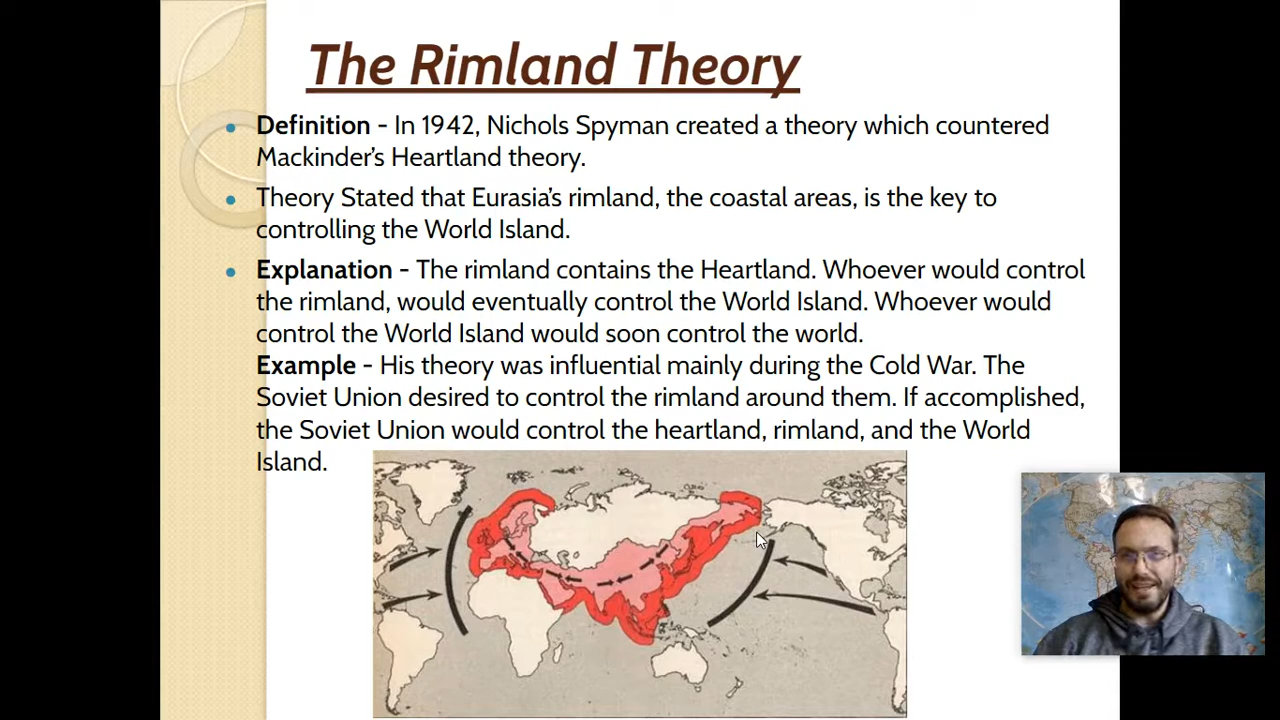 The Rimland Theory
Definition - In 1942, Nichols Spyman created a theory which countered
Mackinder's Heartland theory.
Theory Stated that Eurasia's rimland, the coastal areas, is the key to
controlling the World Island.
Explanation - The rimland contains the Heartland. Whoever would control
the rimland, would eventually control the World Island. Whoever would
control the World Island would soon control the world.
Example - His theory was influential mainly during the Cold War. The
Soviet Union desired to control the rimland around them. If accomplished,
the Soviet Union would control the heartland, rimland, and the World
Island.